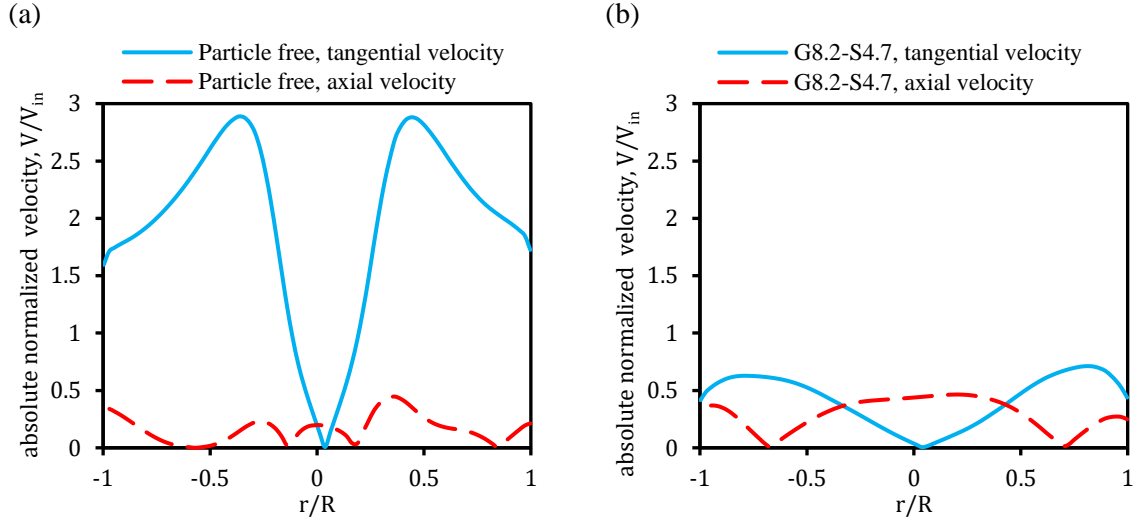 (a)
Particle free, tangential velocity
Particle free, axial velocity
absolute normalized velocity, V/V_in
3
2.5
2
1.5
1
0.5
0
-1
-0.5
0
0.5
1
r/R
(b)
G8.2-S4.7, tangential velocity
G8.2-S4.7, axial velocity
absolute normalized velocity, V/V_in
3
2.5
2
1.5
1
0.5
0
-1
-0.5
0
0.5
1
r/R